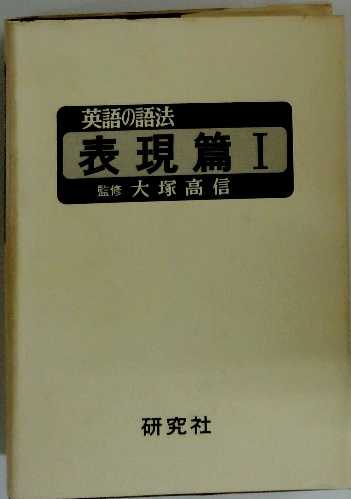 英語の語法
表現篇 I
監修 大塚高信
研究社